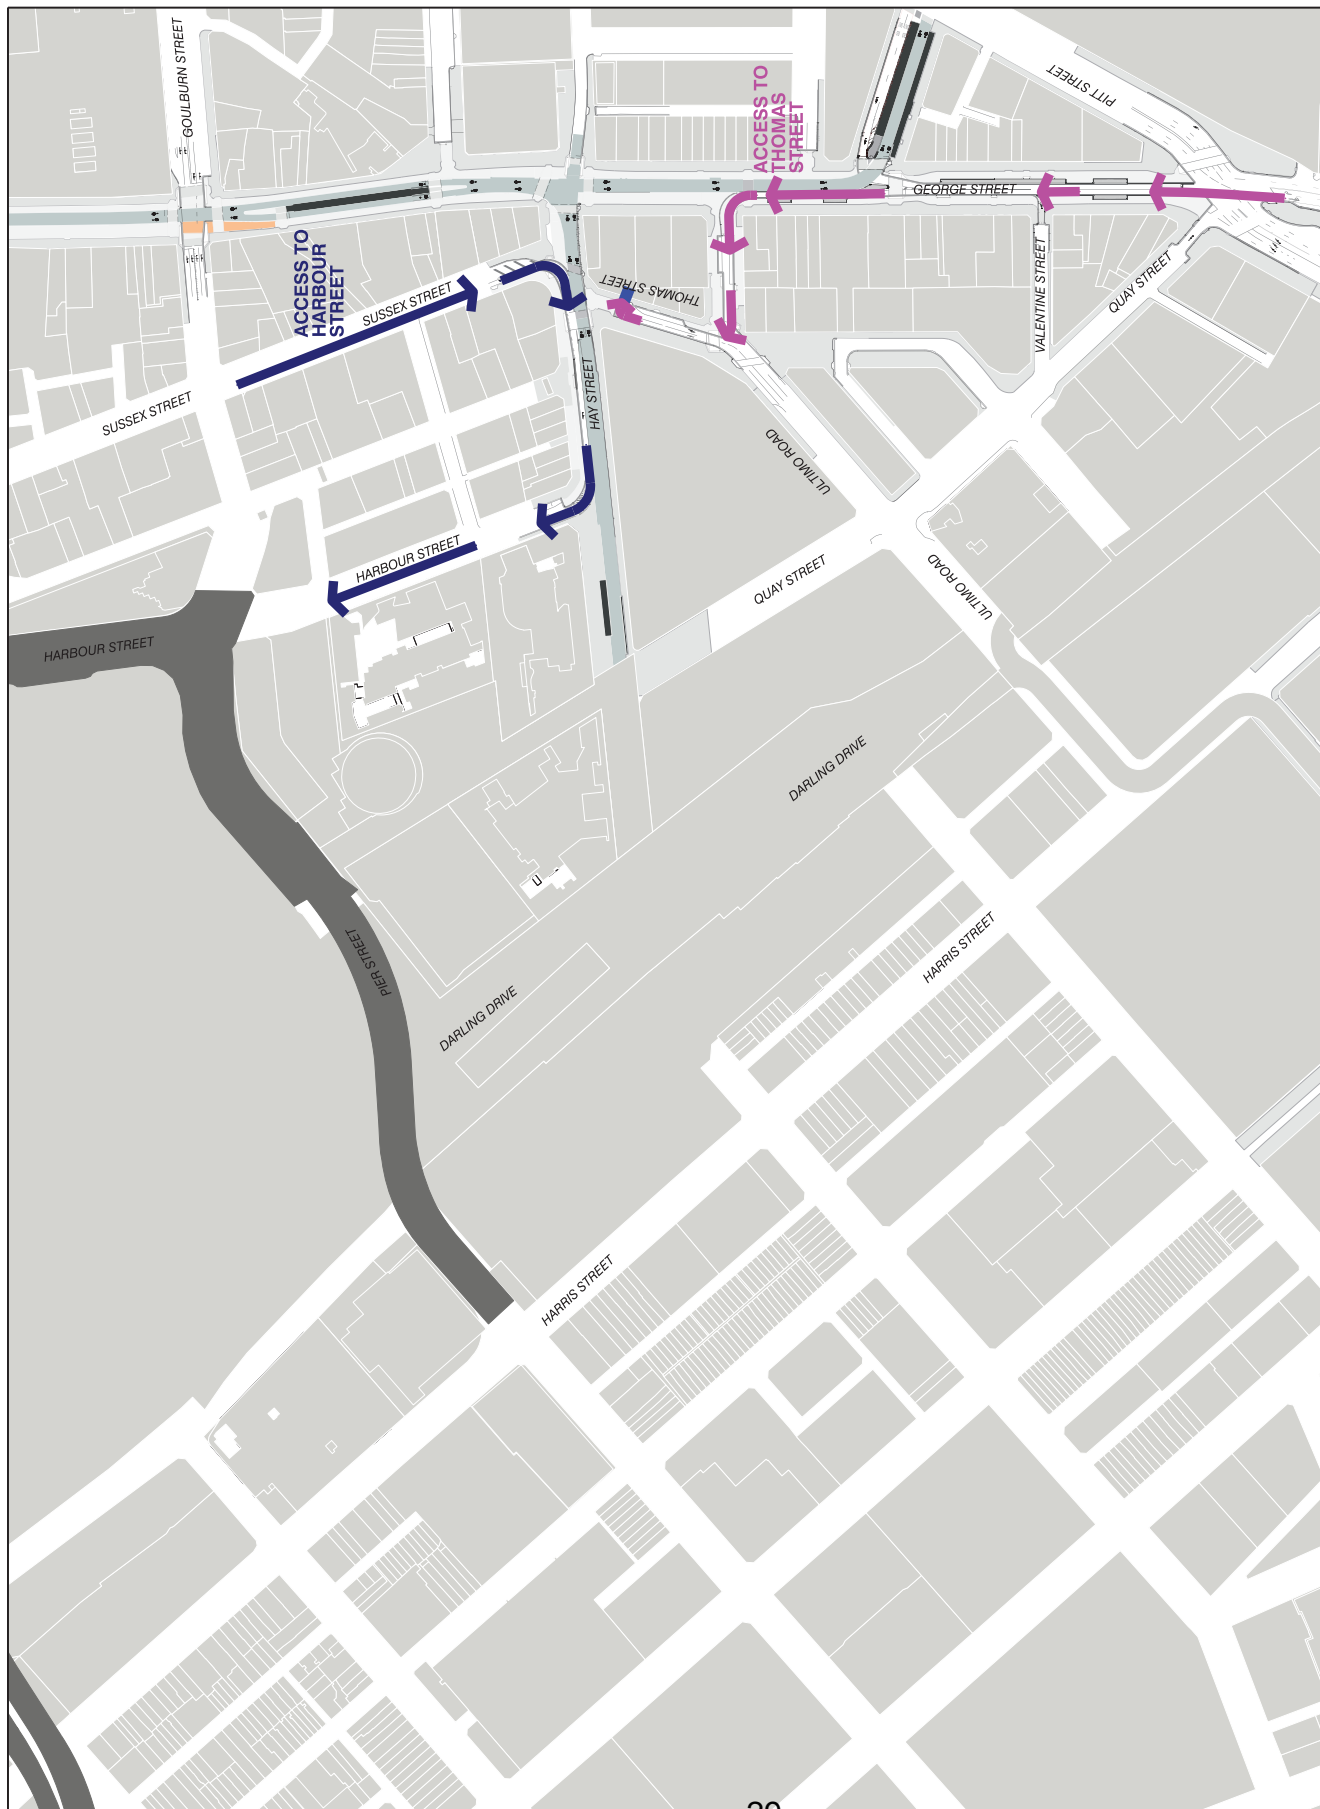 GOULBURN STREET
PITT STREET
ACCESS TO
THOMAS
STREET
GEORGE STREET
ACCESS TO
HARBOUR
STREET
SUSSEX STREET
THOMAS STREET
VALENTINE STREET
QUAY STREET
SUSSEX STREET
HAY STREET
ULTIMO ROAD
HARBOUR STREET
QUAY STREET
ULTIMO ROAD
HARBOUR STREET
DARLING DRIVE
PIER STREET
HARRIS STREET
DARLING DRIVE
HARRIS STREET